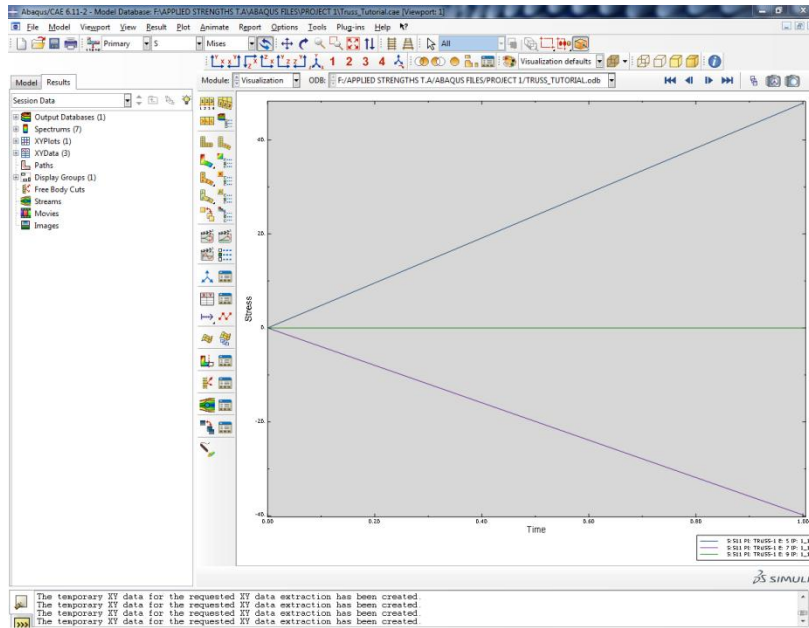 Abaqus/CAE 6.11-2 - Model Database: F:\APPLIED STRENGTHS T.A\ABAQUS FILES\PROJECT 1\Truss_Tutorial.cae [Viewport: 1]
File Model Viewport View Result Plot Animate Report Options Tools Plug-ins Help
Primary S Mises All
1 2 3 4 Visualization defaults
Model Results Module: Visualization ODB: F:/APPLIED STRENGTHS T.A/ABAQUS FILES/PROJECT 1/TRUSS_TUTORIAL.odb
Session Data
Output Databases (1)
Spectrums (7)
XYPlots (1)
XYData (3)
Paths
Display Groups (1)
Free Body Cuts
Streams
Movies
Images
40.
20.
0.
-20.
-40.
Stress
0.00 0.20 0.40 0.60 0.80 1.00
Time
S:S11 PI: TRUSS-1 E: 5 IP: 1
S:S11 PI: TRUSS-1 E: 7 IP: 1
S:S11 PI: TRUSS-1 E: 9 IP: 1
SIMULI
The temporary XY data for the requested XY data extraction has been created.
The temporary XY data for the requested XY data extraction has been created.
The temporary XY data for the requested XY data extraction has been created.
The temporary XY data for the requested XY data extraction has been created.